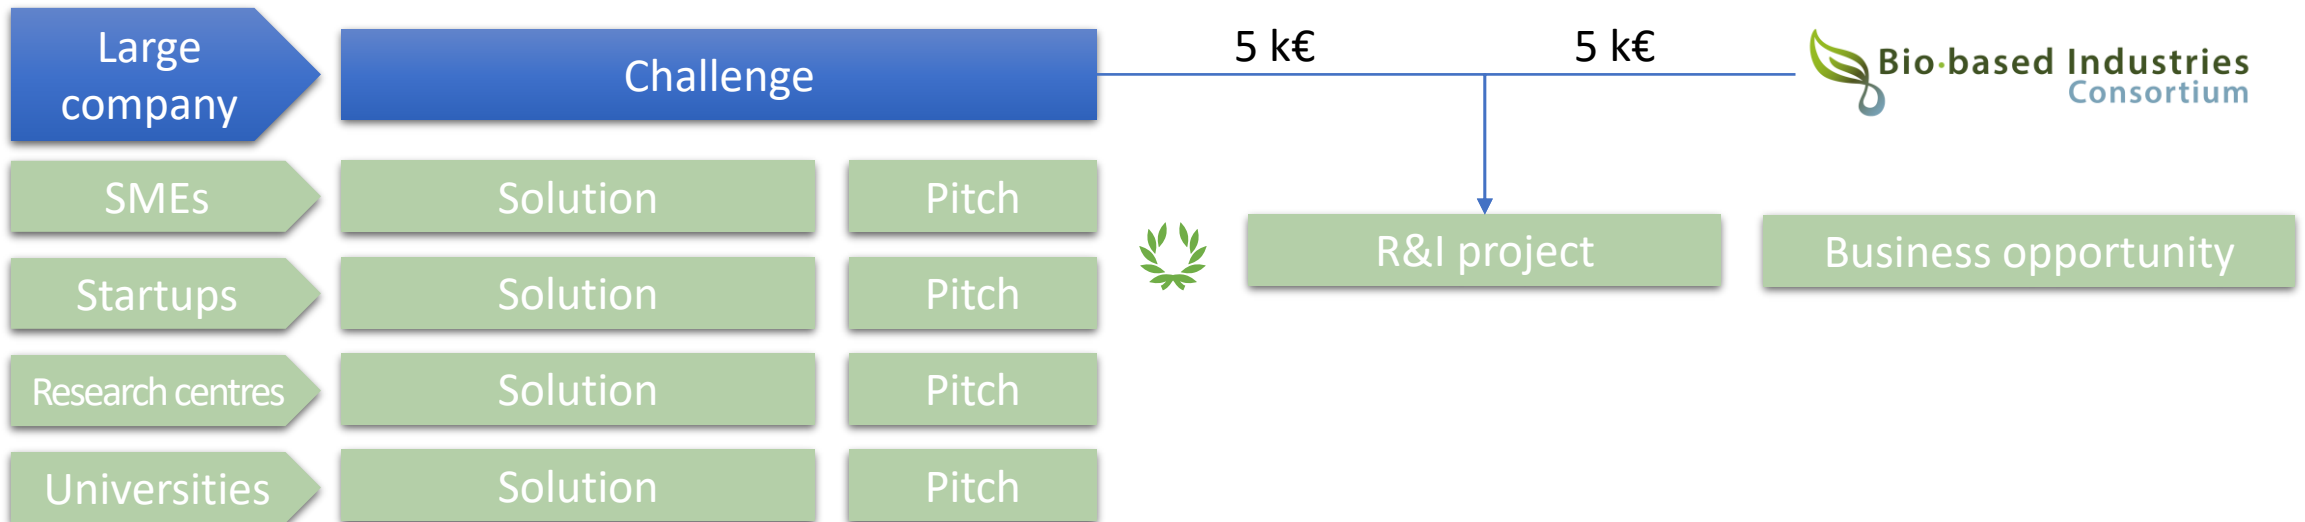 Large
company
Challenge
5 k€
5 k€
Bio·based Industries
Consortium
SMEs
Solution
Pitch
R&I project
Business opportunity
Startups
Solution
Pitch
Research centres
Solution
Pitch
Universities
Solution
Pitch